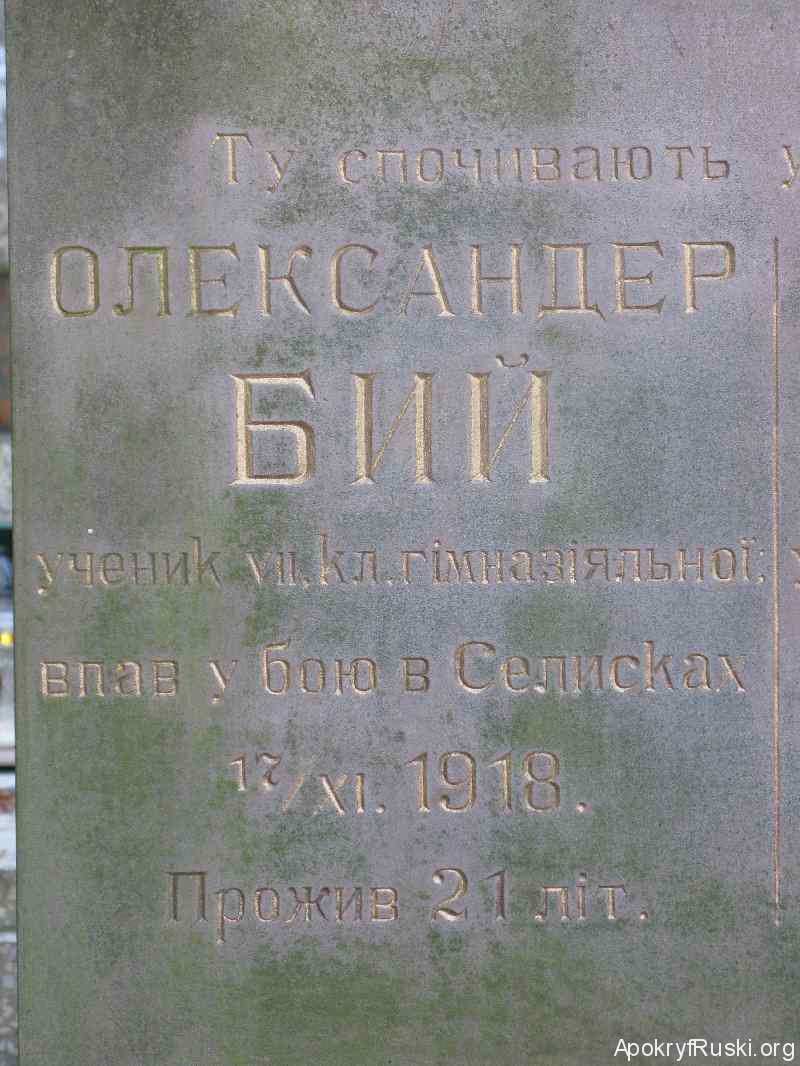 Ту спочивають у
ОЛЕКСАНДЕР
БИЙ
ученик VII, кл. гімназіяльної;
впав у бою в Селисках
17/XI. 1918.
Прожив 21 літ.
ApokryfRuski.org